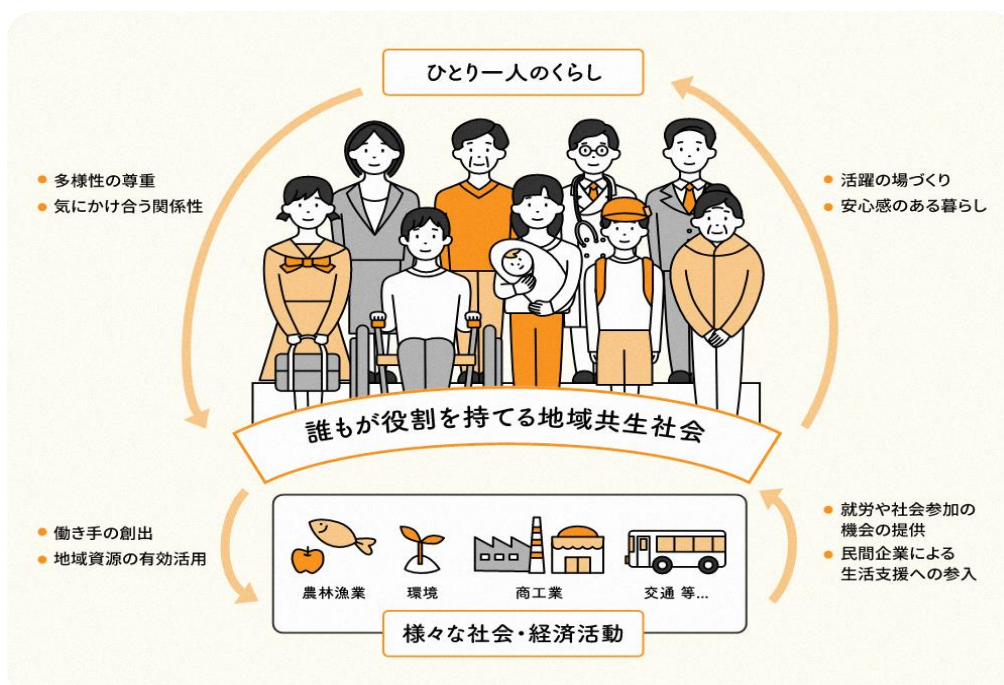 ひとり一人のくらし
多様性の尊重
気にかけ合う関係性
活躍の場づくり
安心感のある暮らし
誰もが役割を持てる地域共生社会
働き手の創出
地域資源の有効活用
就労や社会参加の
機会の提供
民間企業による
生活支援への参入
農林漁業
環境
商工業
交通 等...
様々な社会・経済活動